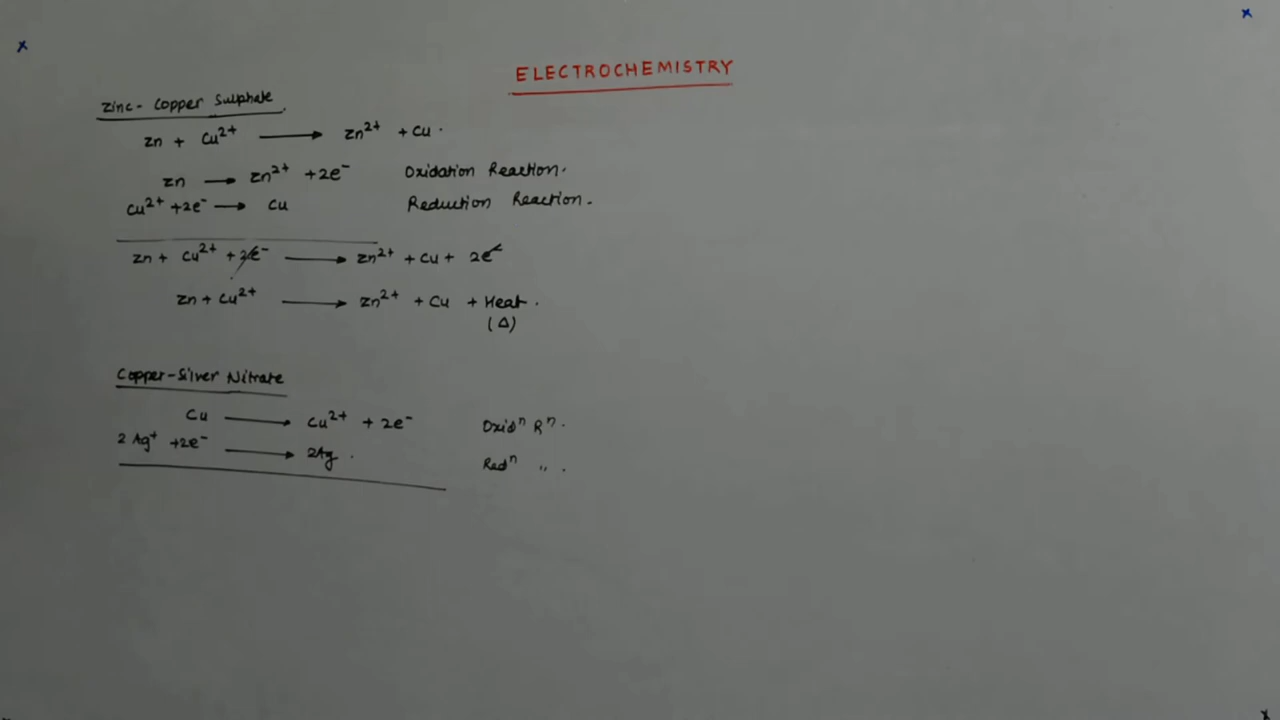 ELECTROCHEMISTRY
Zinc- Copper Sulphate
Zn + Cu²⁺ ⟶ Zn²⁺ + Cu.
Zn ⟶ Zn²⁺ + 2e⁻ Oxidation Reaction.
Cu²⁺ + 2e⁻ ⟶ Cu Reduction Reaction.
Zn + Cu²⁺ + 2e⁻ ⟶ Zn²⁺ + Cu + 2e⁻
Zn + Cu²⁺ ⟶ Zn²⁺ + Cu + Heat.
(Δ)
Copper-Silver Nitrate
Cu ⟶ Cu²⁺ + 2e⁻ Oxidⁿ Rⁿ.
2 Ag⁺ + 2e⁻ ⟶ 2Ag. Redⁿ ,, .